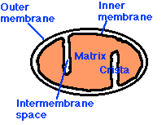 Outer
membrane
Inner
membrane
Matrix
Crista
Intermembrane
space